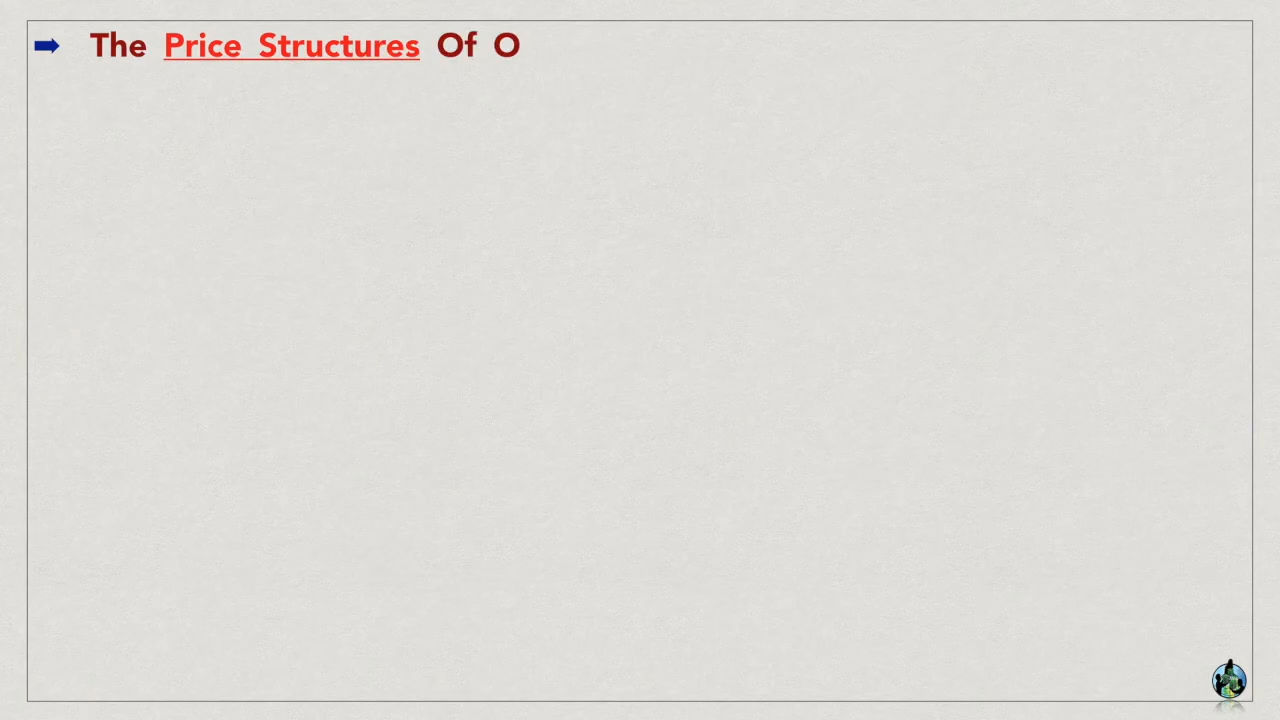 ➡ The Price Structures Of O